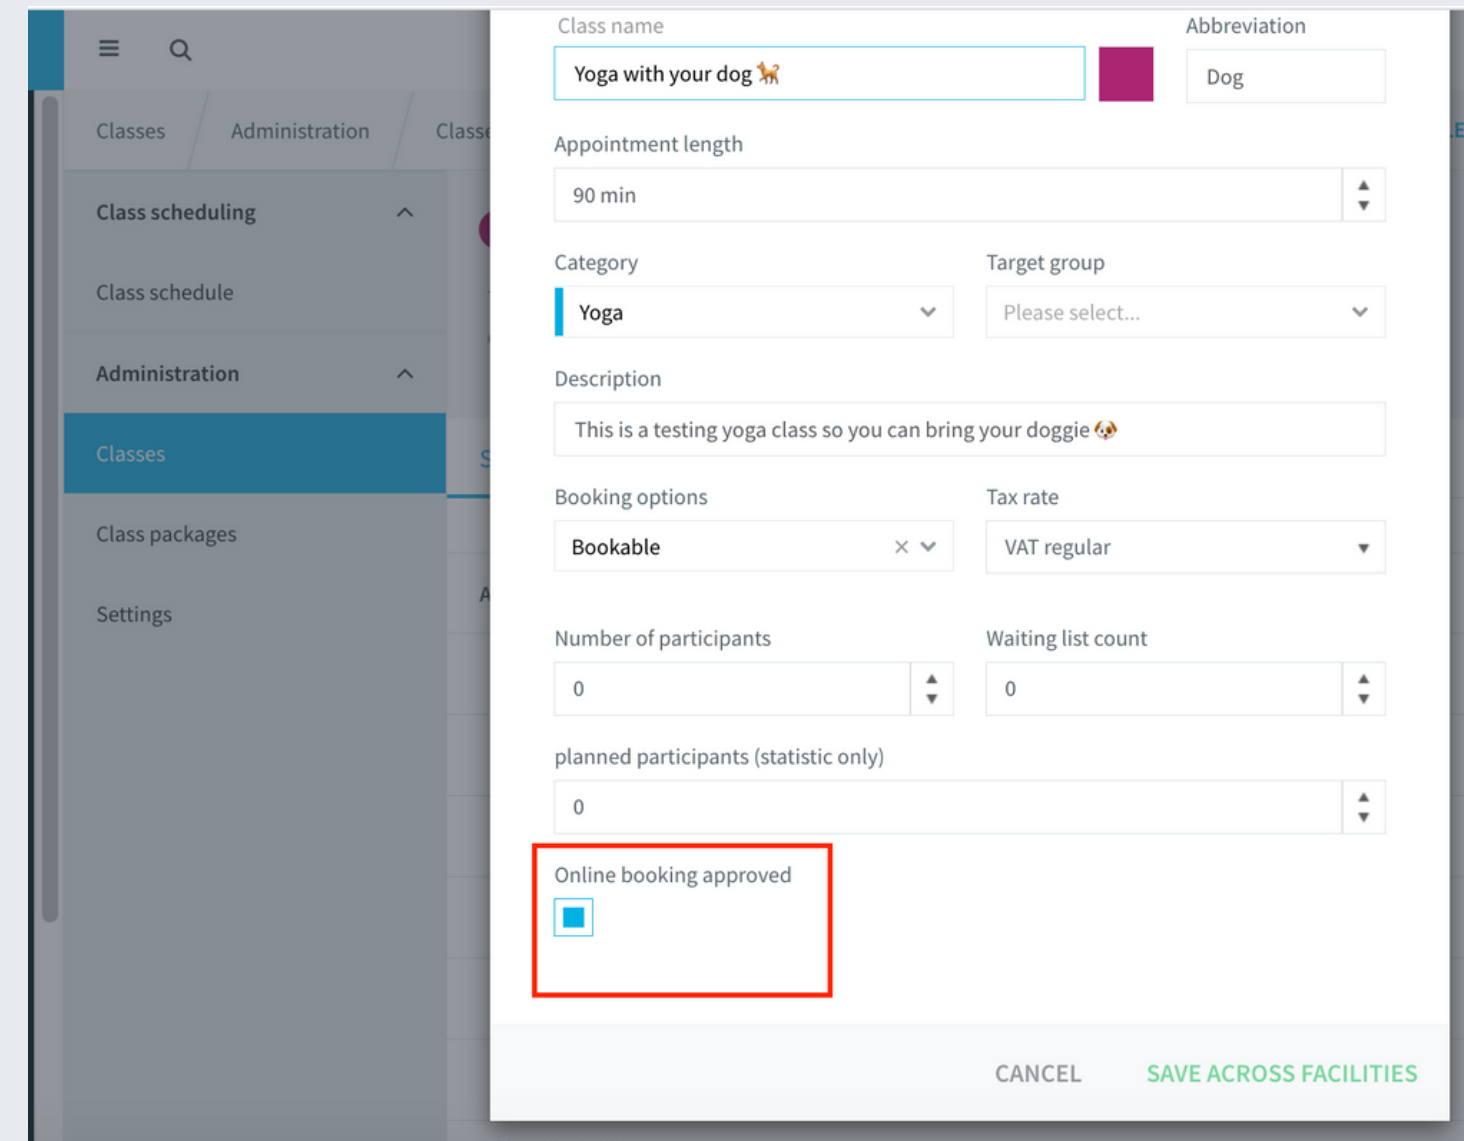 Class name
Abbreviation
Yoga with your dog 🐕
Dog
Classes
Administration
Classe
LE
Appointment length
90 min
Class scheduling
Class schedule
Category
Target group
Yoga
Please select...
Administration
Description
This is a testing yoga class so you can bring your doggie 🐶
Classes
S
Booking options
Tax rate
Class packages
Bookable
VAT regular
A
Settings
Number of participants
Waiting list count
0
0
planned participants (statistic only)
0
Online booking approved
CANCEL
SAVE ACROSS FACILITIES